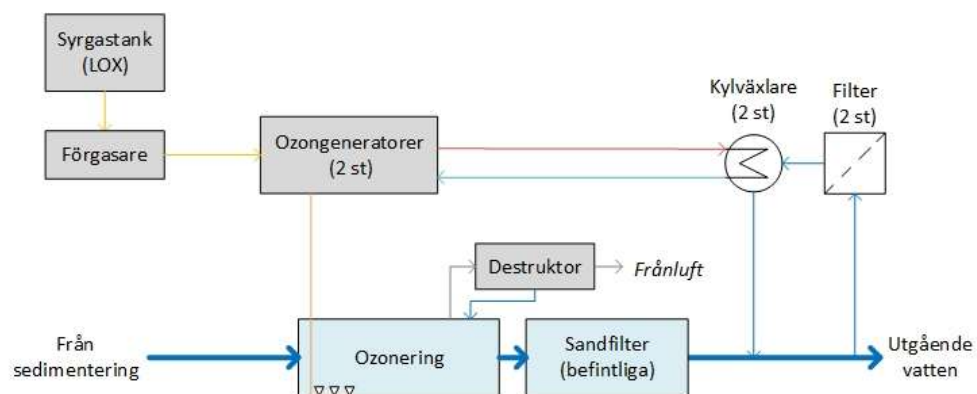 Syrgastank
(LOX)
Förgasare
Ozongeneratorer
(2 st)
Kylväxlare
(2 st)
Filter
(2 st)
Destruktor
Frånluft
Från
sedimentering
Ozonering
Sandfilter
(befintliga)
Utgående
vatten